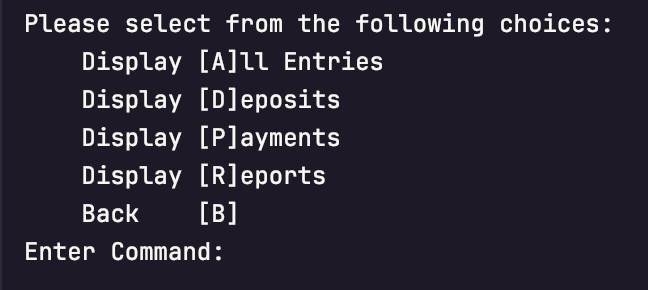 Please select from the following choices:
    Display [A]ll Entries
    Display [D]eposits
    Display [P]ayments
    Display [R]eports
    Back    [B]
Enter Command: